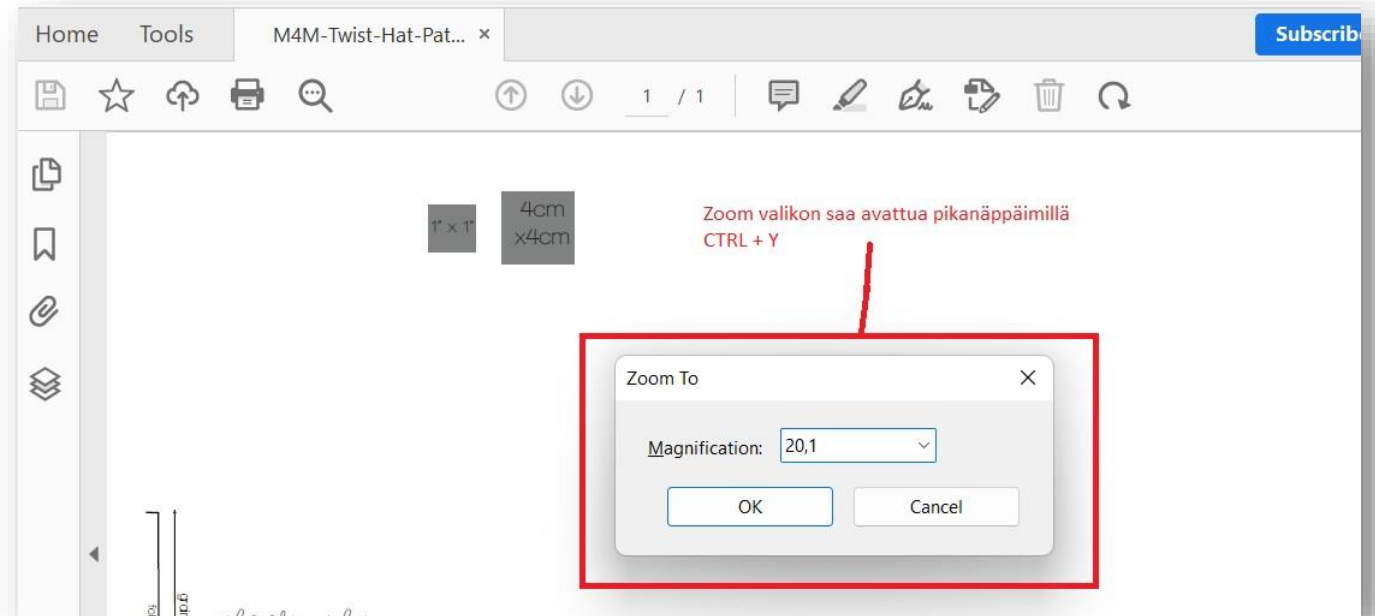 Home Tools M4M-Twist-Hat-Pat... × Subscribe
1 / 1
1" x 1"
4cm
x4cm
Zoom valikon saa avattua pikanäppäimillä
CTRL + Y
Zoom To
Magnification: 20,1
OK Cancel